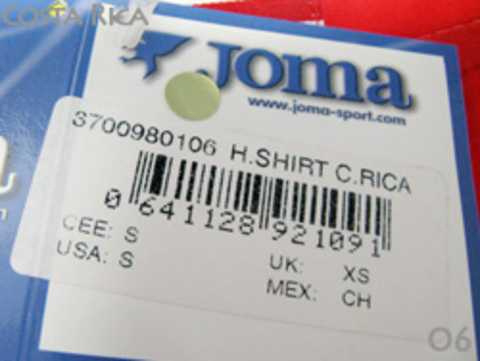 COSTA RICA
Joma
www.joma-sport.com
3700980106 H.SHIRT C.RICA
0 641128 921091
CEE: S UK: XS
USA: S MEX: CH
06